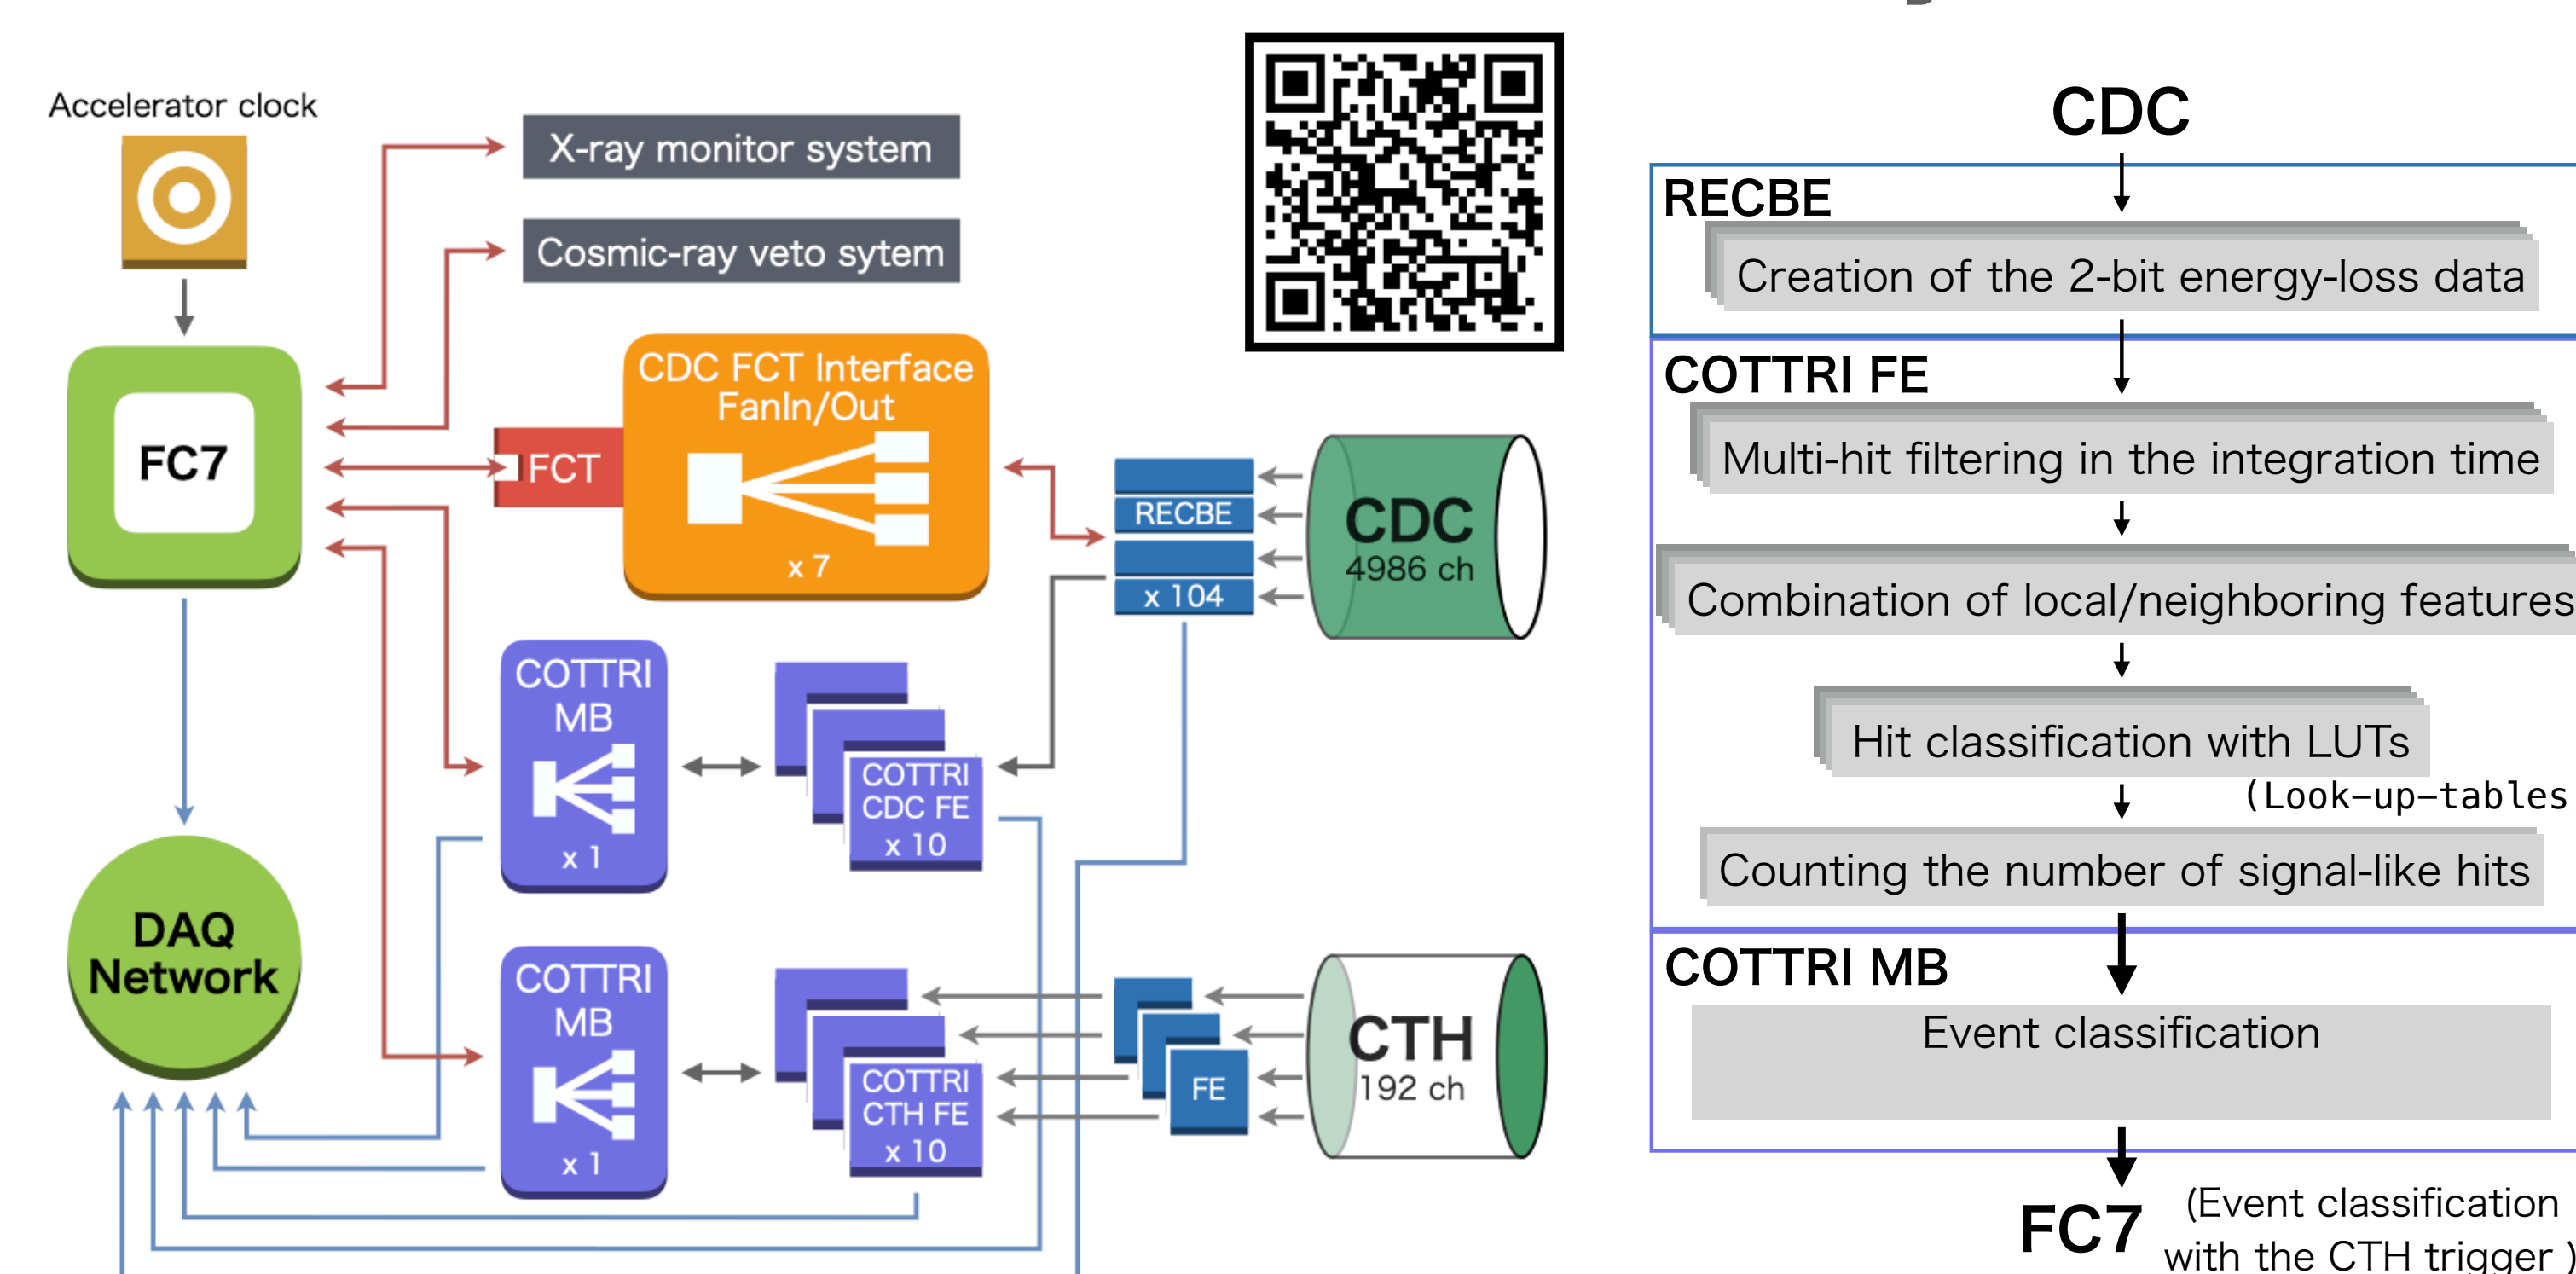 Accelerator clock
X-ray monitor system
Cosmic-ray veto sytem
FC7
FCT
CDC FCT Interface
FanIn/Out
x 7
RECBE
x 104
CDC
4986 ch
COTTRI
MB
x 1
COTTRI
CDC FE
x 10
DAQ
Network
COTTRI
MB
x 1
COTTRI
CTH FE
x 10
FE
CTH
192 ch
CDC
RECBE
Creation of the 2-bit energy-loss data
COTTRI FE
Multi-hit filtering in the integration time
Combination of local/neighboring features
Hit classification with LUTs
(Look-up-tables
Counting the number of signal-like hits
COTTRI MB
Event classification
FC7
(Event classification
with the CTH trigger )